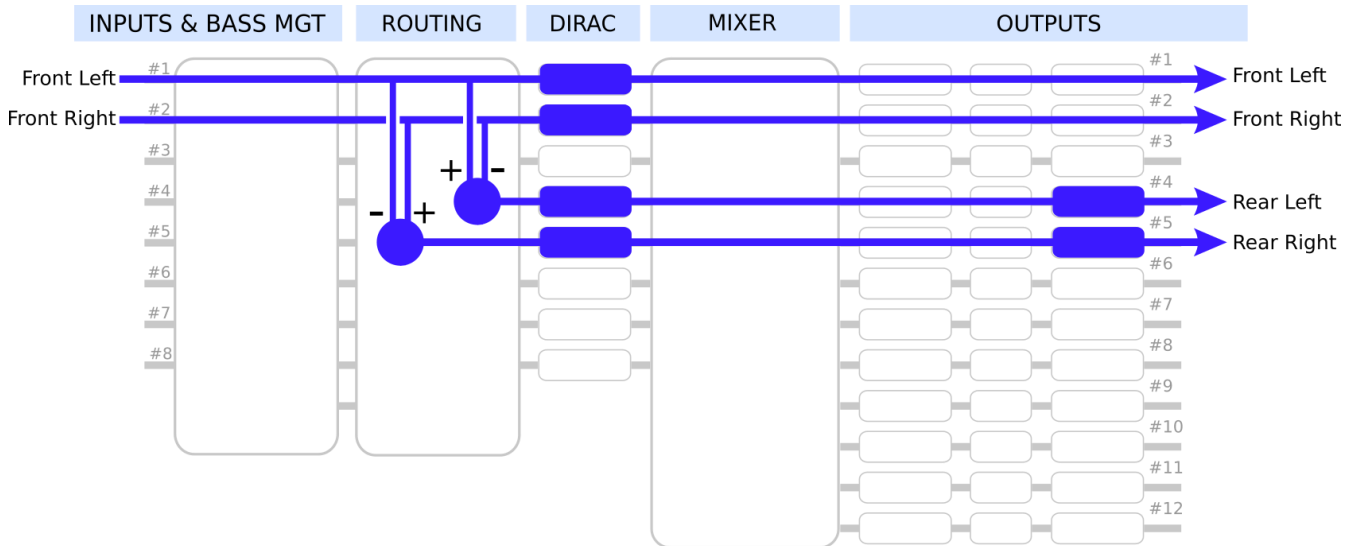 INPUTS & BASS MGT ROUTING DIRAC MIXER OUTPUTS
Front Left #1 #1 Front Left
Front Right #2 #2 Front Right
#3 #3
+ -
#4 #4 Rear Left
- +
#5 #5 Rear Right
#6 #6
#7 #7
#8 #8
#9
#10
#11
#12